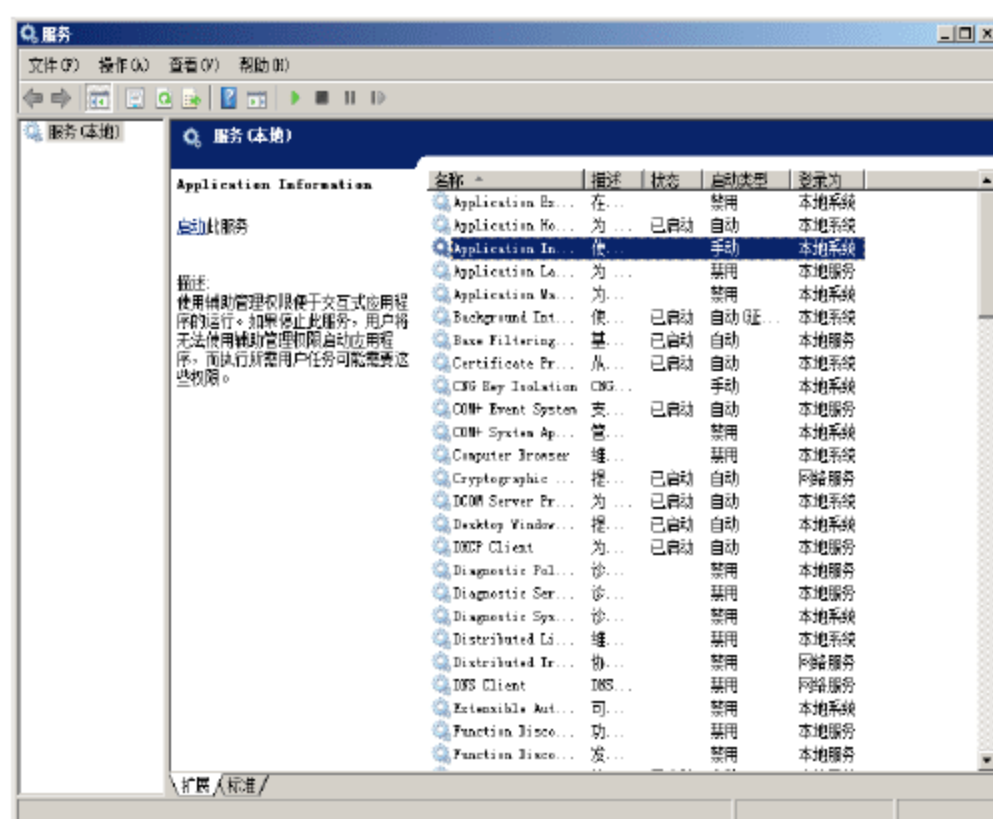 服务
文件(F) 操作(A) 查看(V) 帮助(H)
服务(本地)
服务(本地)
Application Information
启动此服务
描述:
使用辅助管理权限便于交互式应用程
序的运行。如果停止此服务，用户将
无法使用辅助管理权限启动应用程
序，而执行所需用户任务可能需要这
些权限。
名称 描述 状态 启动类型 登录为
Application Ex... 在... 禁用 本地系统
Application Ho... 为 ... 已启动 自动 本地系统
Application In... 使... 手动 本地系统
Application La... 为 ... 禁用 本地服务
Application Ma... 为... 禁用 本地系统
Background Int... 使... 已启动 自动(延... 本地系统
Base Filtering... 基... 已启动 自动 本地服务
Certificate Pr... 从... 已启动 自动 本地系统
CNG Key Isolation CNG... 手动 本地系统
COM+ Event System 支... 已启动 自动 本地服务
COM+ System Ap... 管... 禁用 本地系统
Computer Browser 维... 禁用 本地系统
Cryptographic ... 提... 已启动 自动 网络服务
DCOM Server Pr... 为 ... 已启动 自动 本地系统
Desktop Window... 提... 已启动 自动 本地系统
DHCP Client 为... 已启动 自动 本地服务
Diagnostic Pol... 诊... 禁用 本地服务
Diagnostic Ser... 诊... 禁用 本地服务
Diagnostic Sys... 诊... 禁用 本地系统
Distributed Li... 维... 禁用 本地系统
Distributed Tr... 协... 禁用 网络服务
DNS Client DNS... 禁用 网络服务
Extensible Aut... 可... 禁用 本地系统
Function Disco... 功... 禁用 本地服务
Function Disco... 发... 禁用 本地服务
扩展 标准